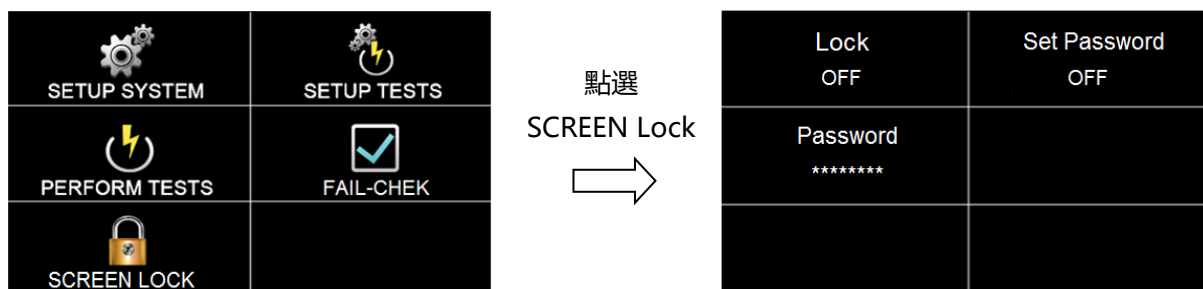 SETUP SYSTEM
SETUP TESTS
PERFORM TESTS
FAIL-CHEK
SCREEN LOCK
點選
SCREEN Lock
Lock
OFF
Set Password
OFF
Password
********